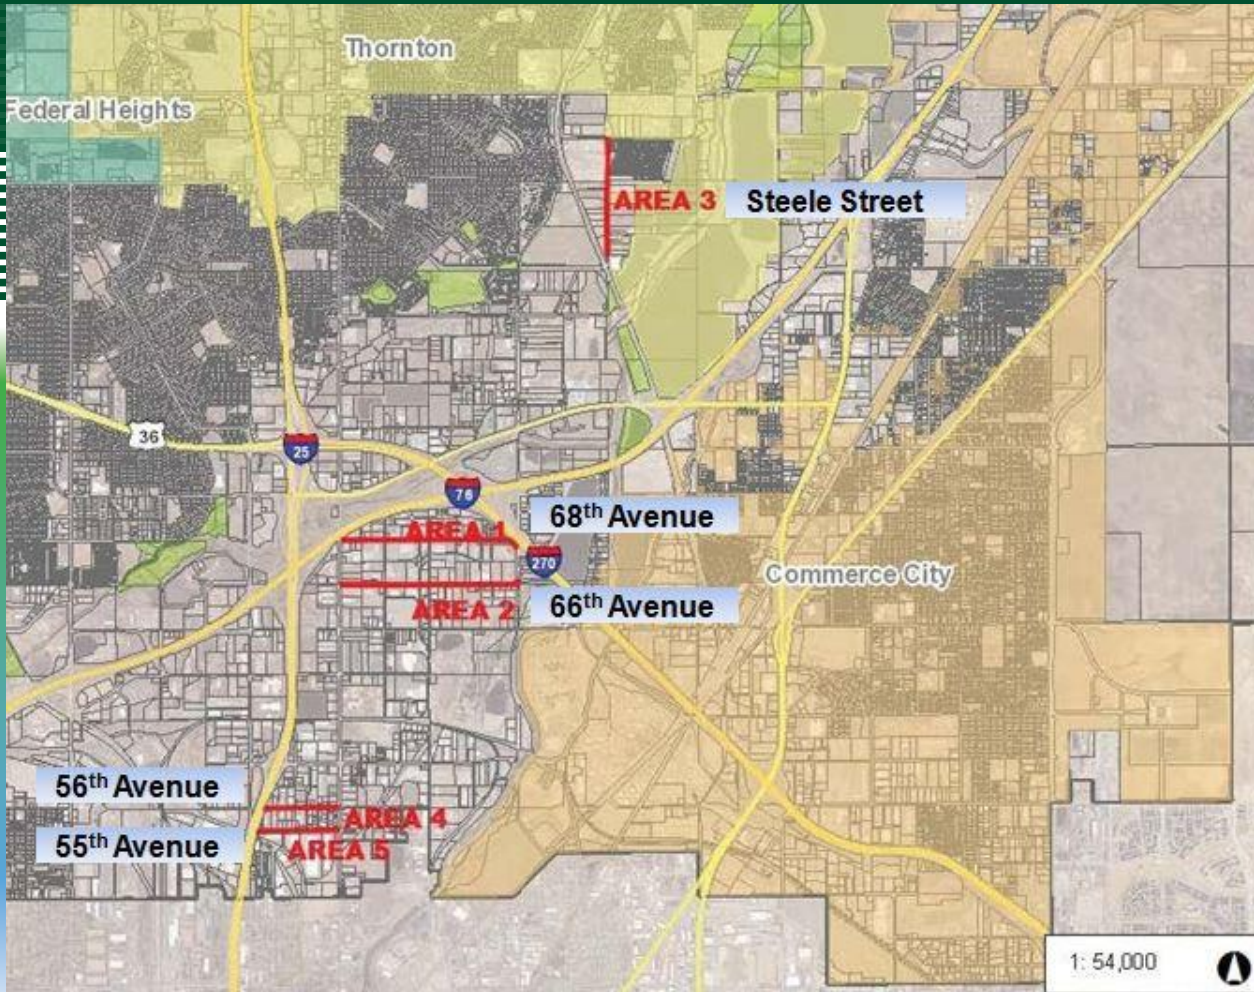 Thornton
Federal Heights
AREA 3
Steele Street
36
25
76
68th Avenue
AREA 1
270
Commerce City
66th Avenue
AREA 2
56th Avenue
AREA 4
55th Avenue
AREA 5
1: 54,000